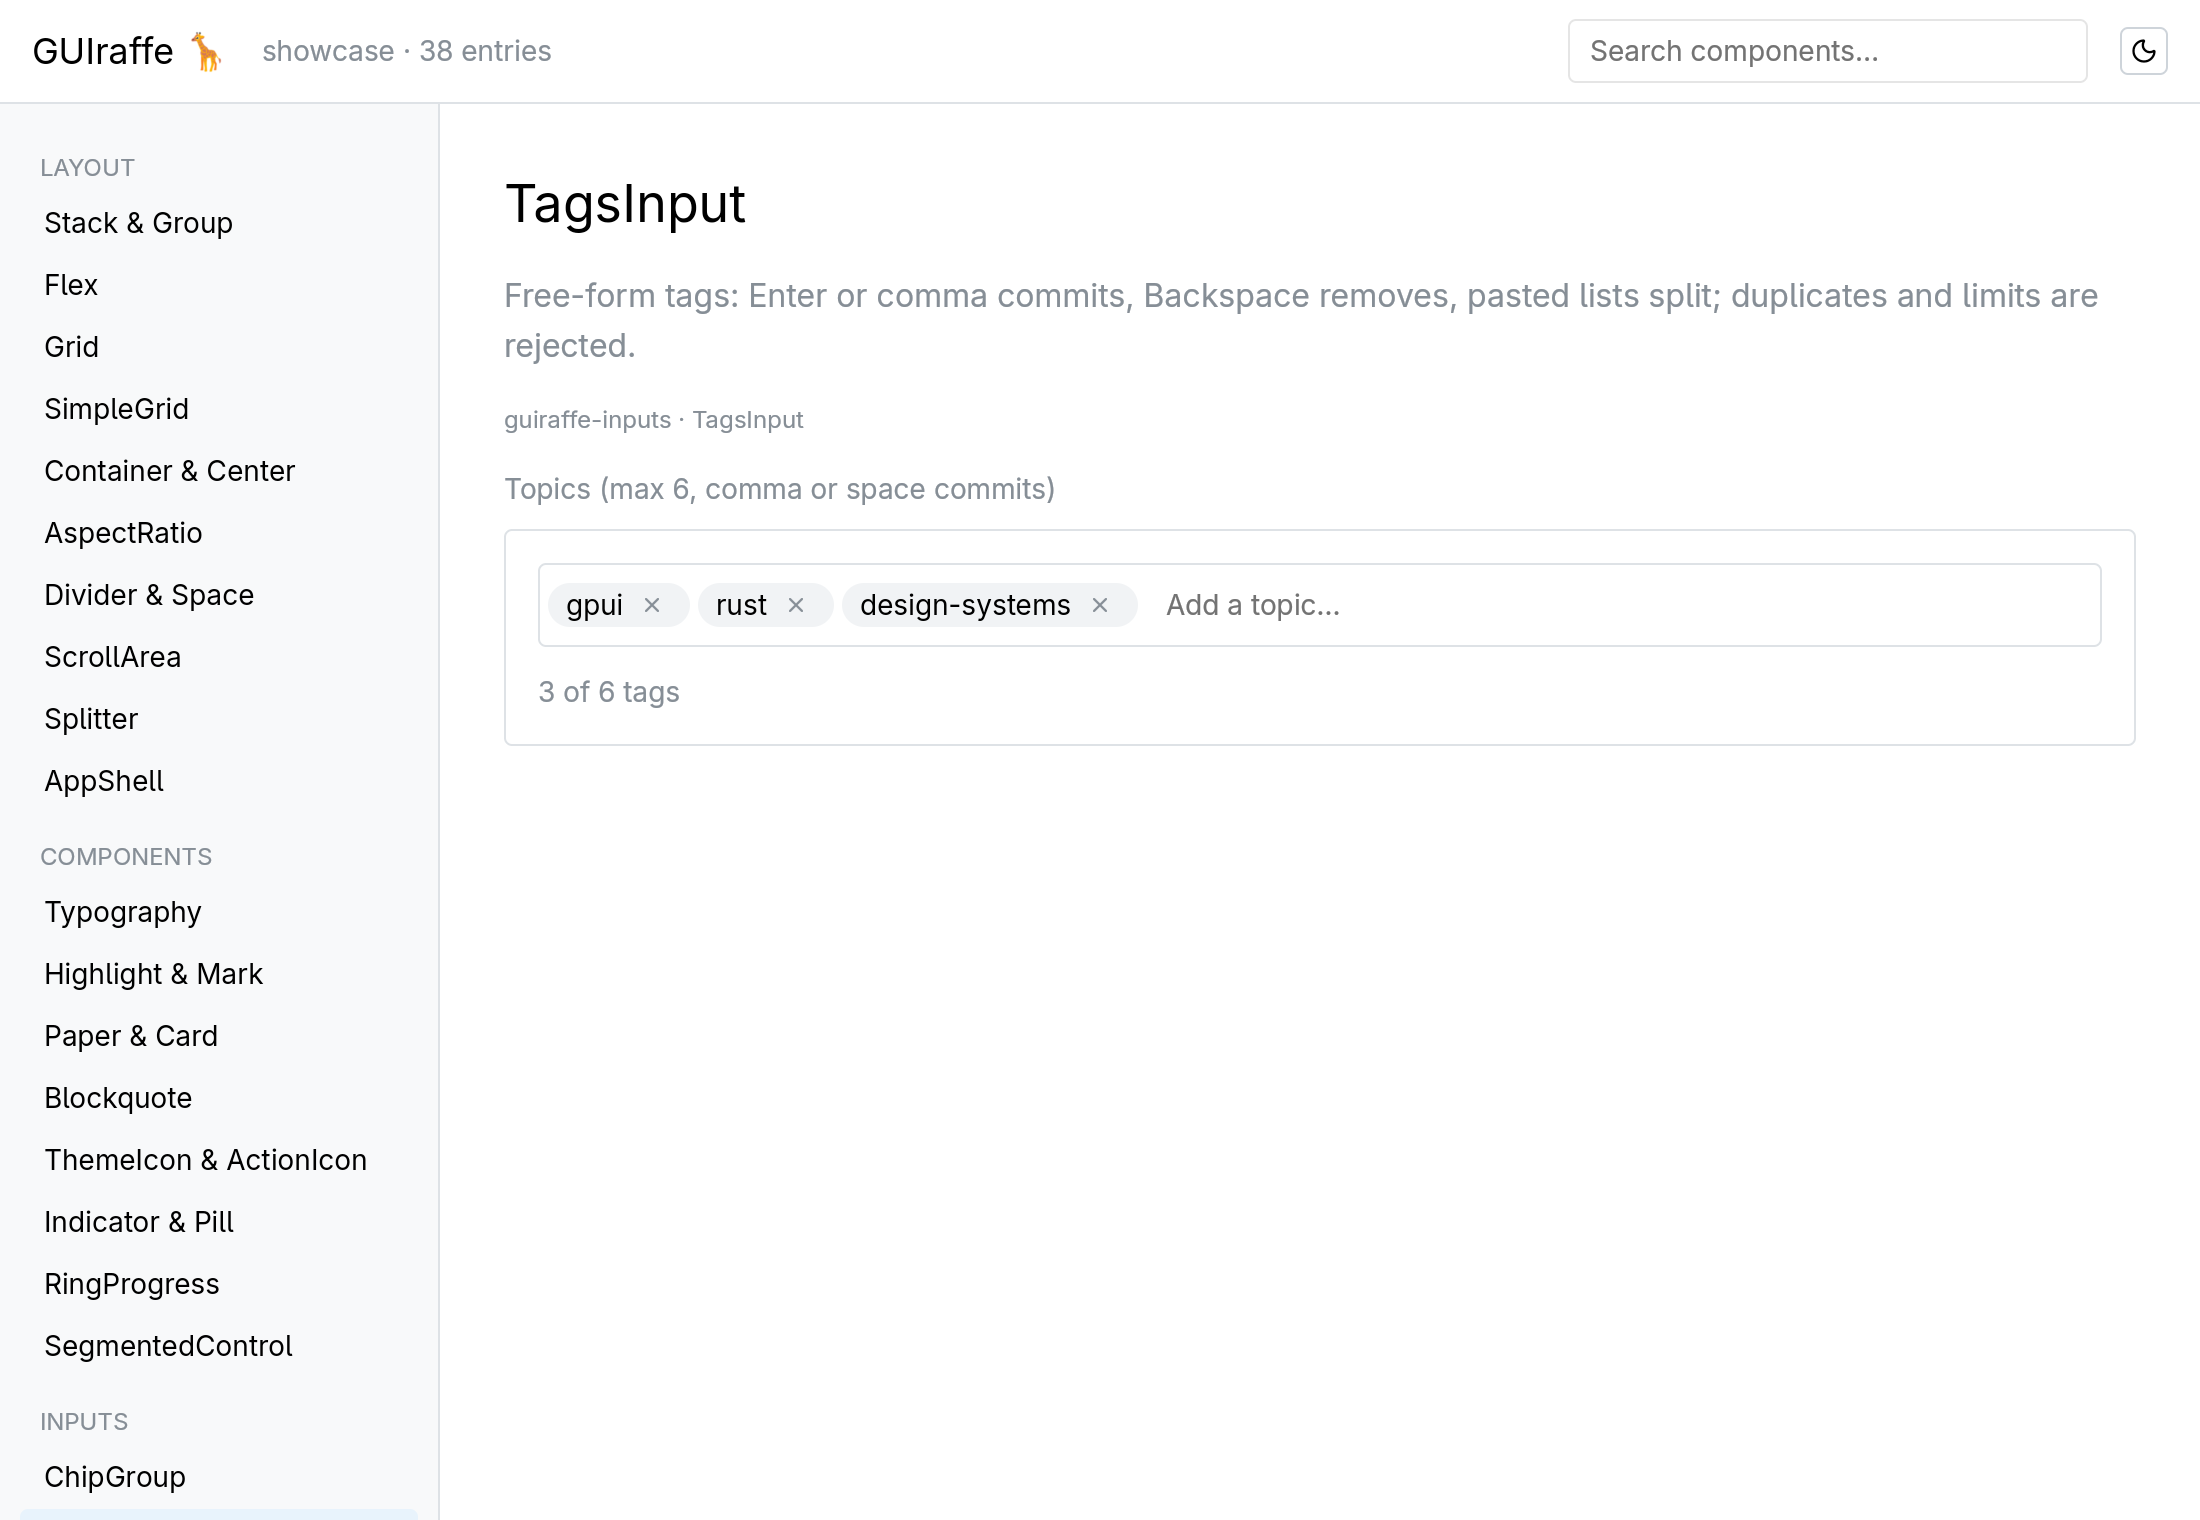 GUIraffe 🦒 showcase · 38 entries Search components...
LAYOUT
Stack & Group
Flex
Grid
SimpleGrid
Container & Center
AspectRatio
Divider & Space
ScrollArea
Splitter
AppShell
COMPONENTS
Typography
Highlight & Mark
Paper & Card
Blockquote
ThemeIcon & ActionIcon
Indicator & Pill
RingProgress
SegmentedControl
INPUTS
ChipGroup
TagsInput
Free-form tags: Enter or comma commits, Backspace removes, pasted lists split; duplicates and limits are
rejected.
guiraffe-inputs · TagsInput
Topics (max 6, comma or space commits)
gpui × rust × design-systems × Add a topic...
3 of 6 tags